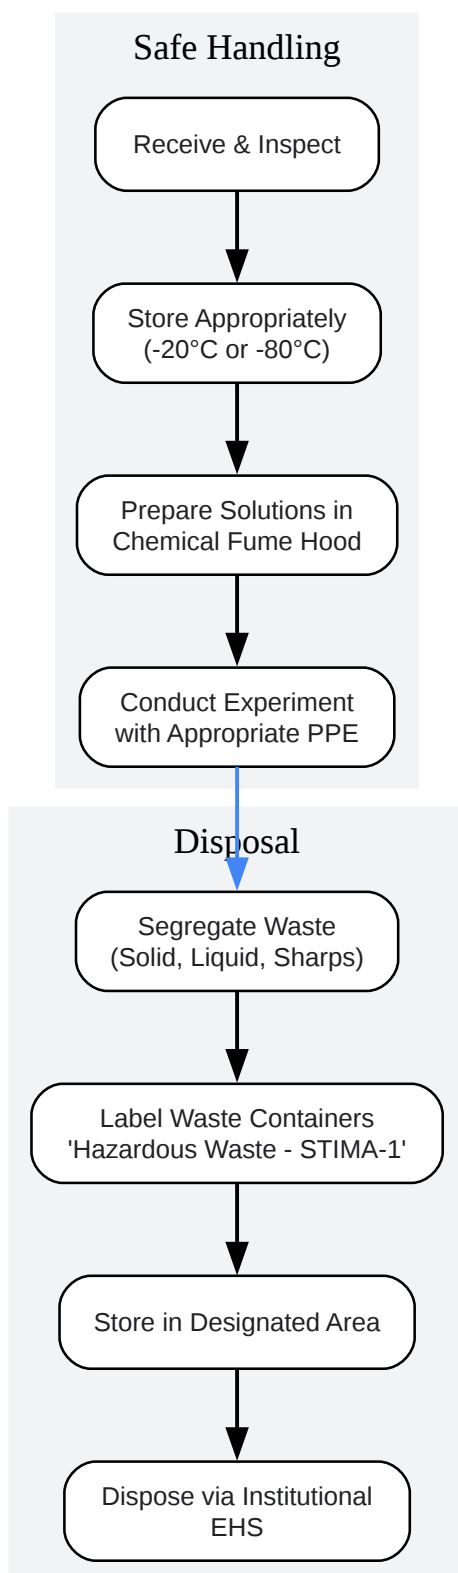 Safe Handling
Receive & Inspect
Store Appropriately
(-20°C or -80°C)
Prepare Solutions in
Chemical Fume Hood
Conduct Experiment
with Appropriate PPE
Disposal
Segregate Waste
(Solid, Liquid, Sharps)
Label Waste Containers
'Hazardous Waste - STIMA-1'
Store in Designated Area
Dispose via Institutional
EHS